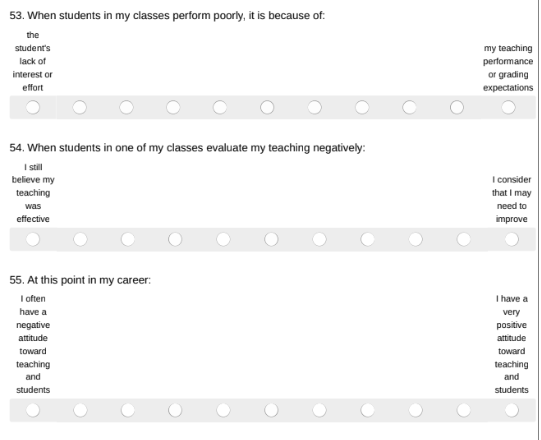 53. When students in my classes perform poorly, it is because of:
the
student's
lack of
interest or
effort
my teaching
performance
or grading
expectations
54. When students in one of my classes evaluate my teaching negatively:
I still
believe my
teaching
was
effective
I consider
that I may
need to
improve
55. At this point in my career:
I often
have a
negative
attitude
toward
teaching
and
students
I have a
very
positive
attitude
toward
teaching
and
students